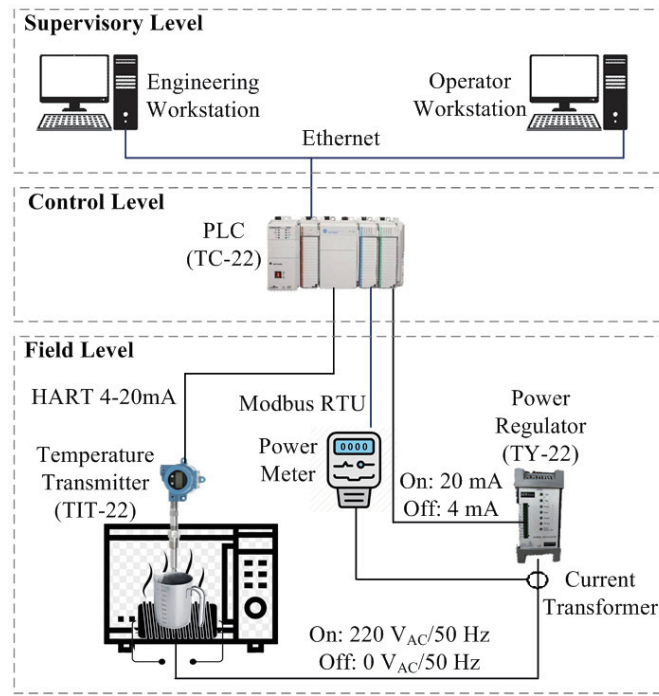 Supervisory Level
Engineering
Workstation
Operator
Workstation
Ethernet
Control Level
PLC
(TC-22)
Field Level
HART 4-20mA
Modbus RTU
Power
Regulator
(TY-22)
Temperature
Transmitter
(TIT-22)
Power
Meter
0000
On: 20 mA
Off: 4 mA
Current
Transformer
On: 220 VAC/50 Hz
Off: 0 VAC/50 Hz